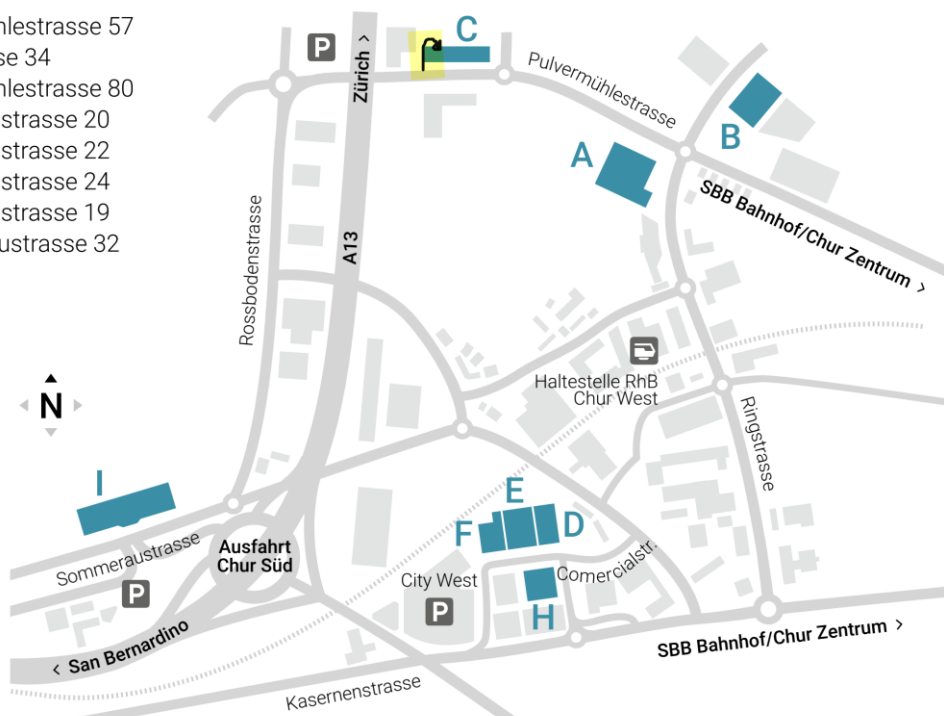 hlestrasse 57
se 34
hlestrasse 80
strasse 20
strasse 22
strasse 24
strasse 19
ustrasse 32
P
C
Zürich >
Pulvermühlestrasse
B
A
SBB Bahnhof/Chur Zentrum >
Rossbodenstrasse
A13
N
Haltestelle RhB
Chur West
Ringstrasse
I
E
F
D
Sommeraustrasse
Ausfahrt
Chur Süd
P
City West
P
Comercialstr.
H
< San Bernardino
SBB Bahnhof/Chur Zentrum >
Kasernenstrasse